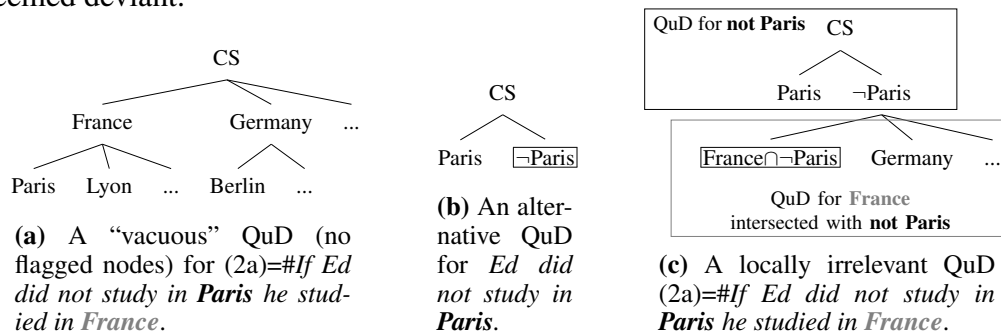 CS
France Germany ...
Paris Lyon ... Berlin ...
(a) A “vacuous” QuD (no
flagged nodes) for (2a)=#If Ed
did not study in Paris he stud-
ied in France.
CS
Paris ¬Paris
(b) An alter-
native QuD
for Ed did
not study in
Paris.
QuD for not Paris CS
Paris ¬Paris
France∩¬Paris Germany ...
QuD for France
intersected with not Paris
(c) A locally irrelevant QuD
(2a)=#If Ed did not study in
Paris he studied in France.